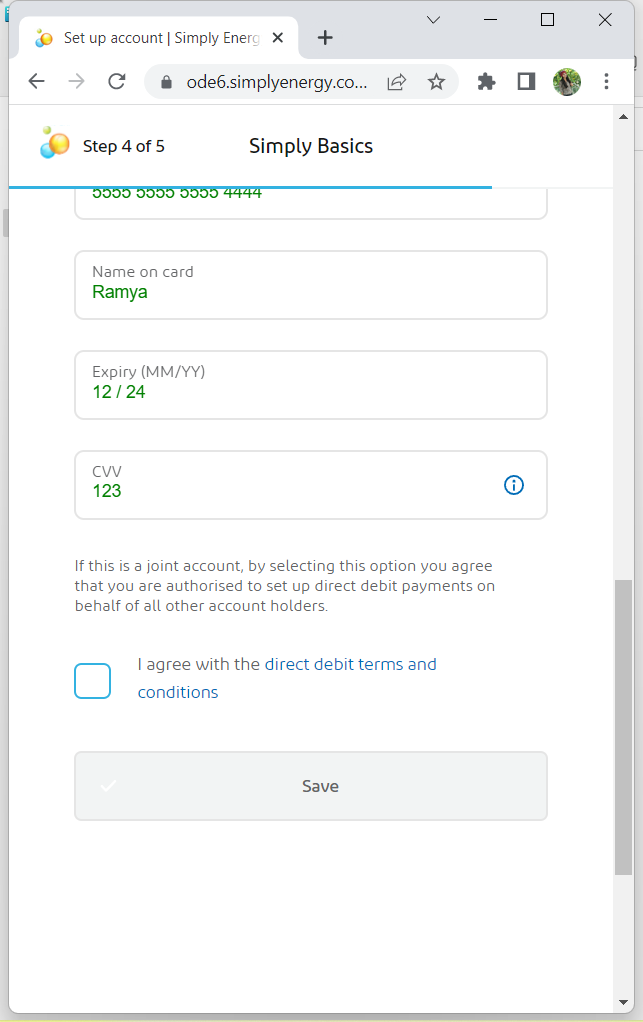 Set up account | Simply Energ
ode6.simplyenergy.co...
Step 4 of 5
Simply Basics
5555 5555 5555 4444
Name on card
Ramya
Expiry (MM/YY)
12 / 24
CVV
123
If this is a joint account, by selecting this option you agree
that you are authorised to set up direct debit payments on
behalf of all other account holders.
I agree with the direct debit terms and
conditions
Save